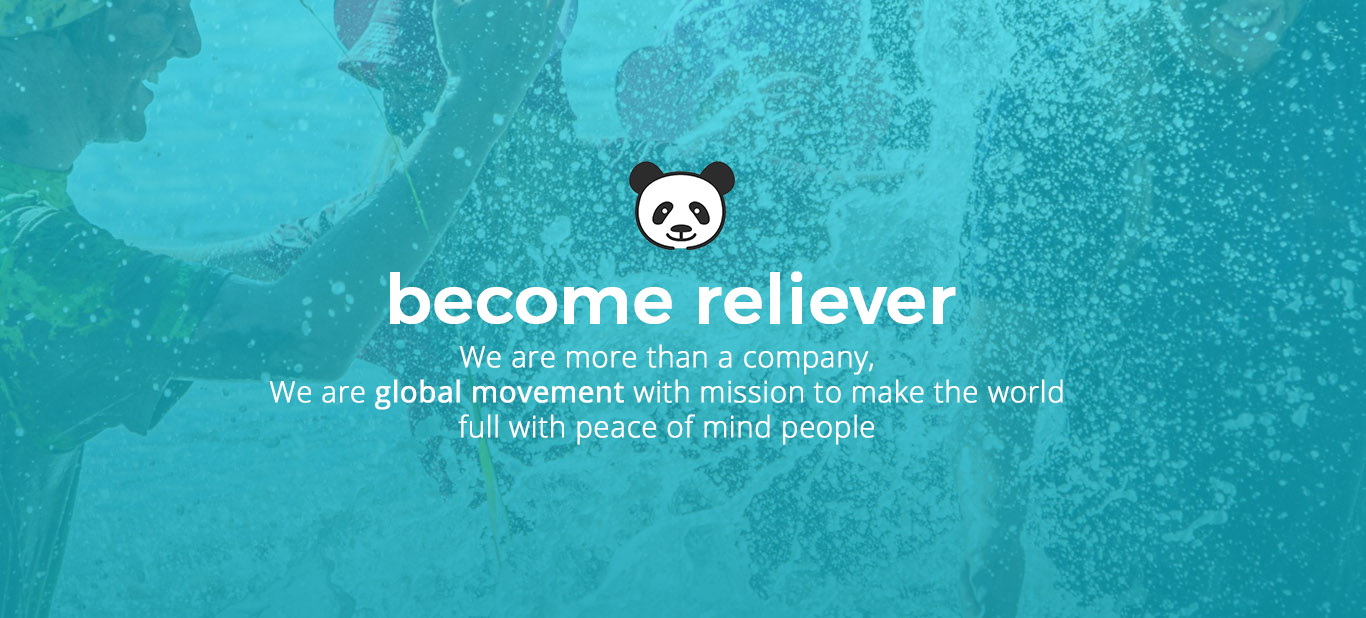 become reliever
We are more than a company,
We are global movement with mission to make the world
full with peace of mind people